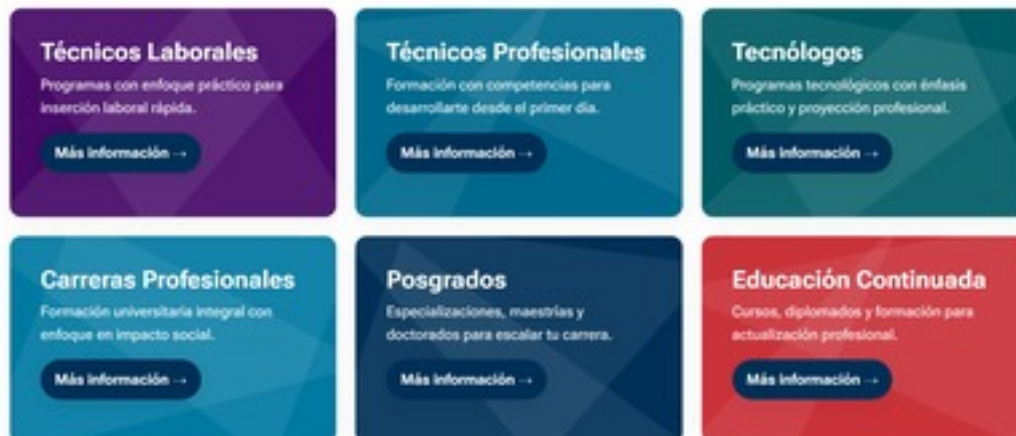 Técnicos Laborales
Programas con enfoque práctico para
inserción laboral rápida.
Más información →
Técnicos Profesionales
Formación con competencias para
desarrollarte desde el primer día.
Más información →
Tecnólogos
Programas tecnológicos con énfasis
práctico y proyección profesional.
Más información →
Carreras Profesionales
Formación universitaria integral con
enfoque en impacto social.
Más información →
Posgrados
Especializaciones, maestrías y
doctorados para escalar tu carrera.
Más información →
Educación Continuada
Cursos, diplomados y formación para
actualización profesional.
Más información →